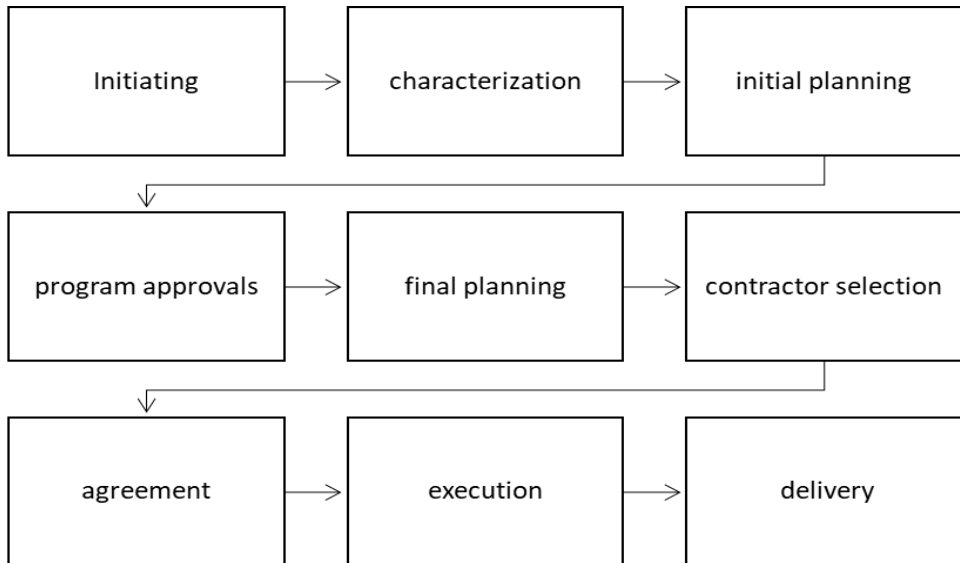 Initiating
characterization
initial planning
program approvals
final planning
contractor selection
agreement
execution
delivery